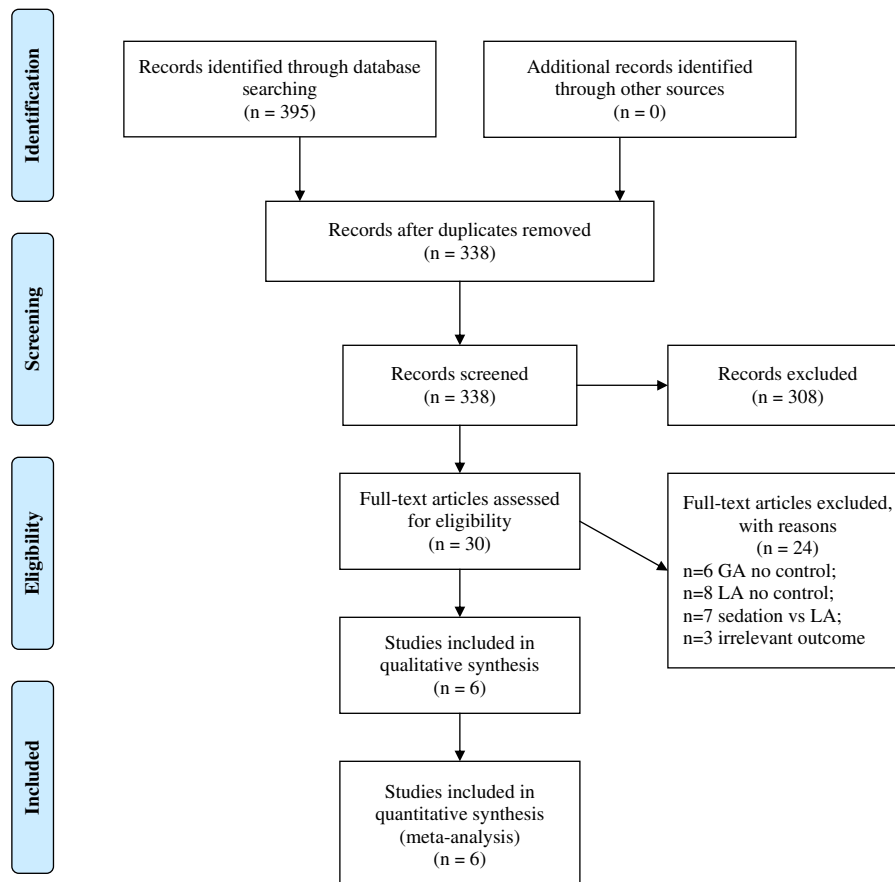 Identification
Records identified through database
searching
(n = 395)
Additional records identified
through other sources
(n = 0)
Records after duplicates removed
(n = 338)
Screening
Records screened
(n = 338)
Records excluded
(n = 308)
Eligibility
Full-text articles assessed
for eligibility
(n = 30)
Full-text articles excluded,
with reasons
(n = 24)
n=6 GA no control;
n=8 LA no control;
n=7 sedation vs LA;
n=3 irrelevant outcome
Studies included in
qualitative synthesis
(n = 6)
Included
Studies included in
quantitative synthesis
(meta-analysis)
(n = 6)